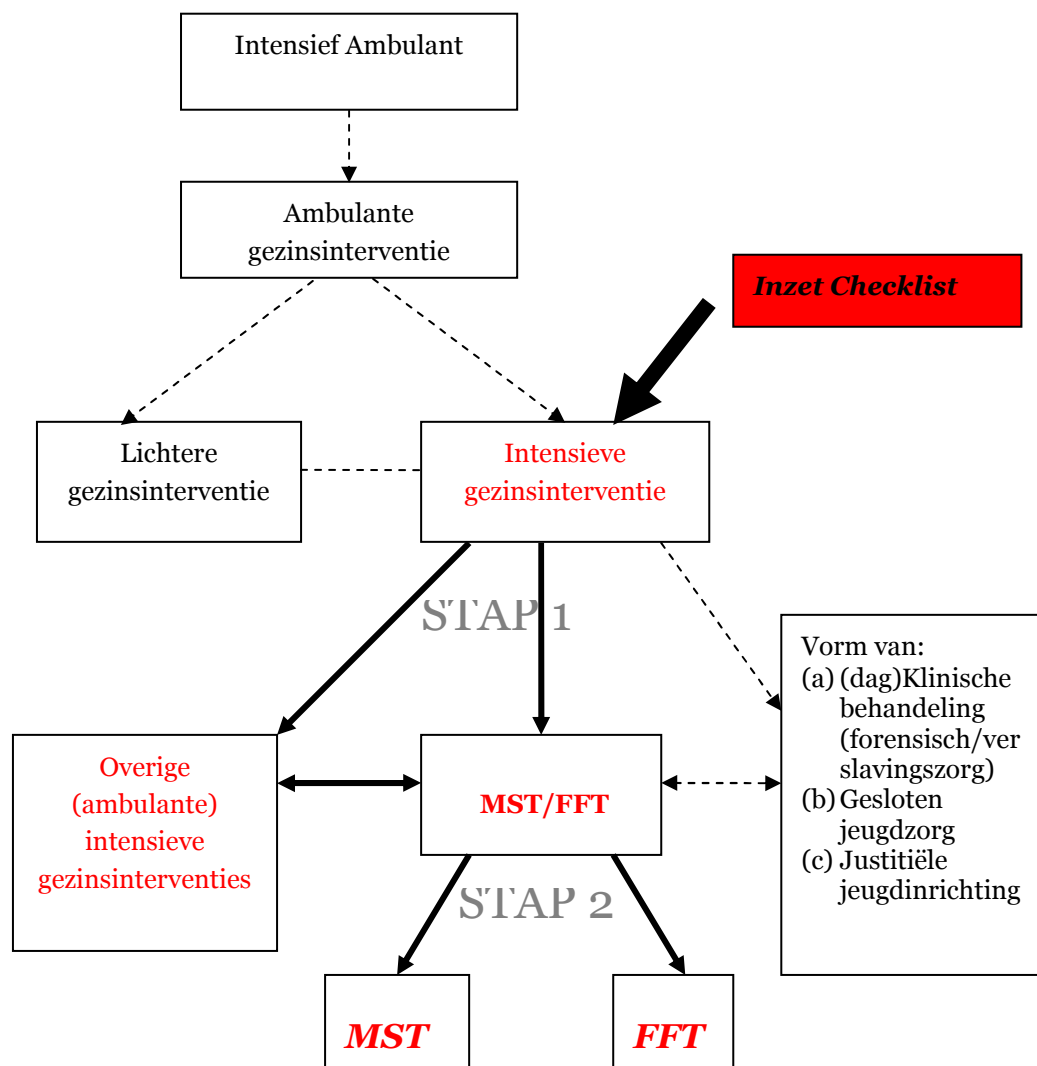 Intensief Ambulant
Ambulante
gezinsinterventie
Inzet Checklist
Lichtere
gezinsinterventie
Intensieve
gezinsinterventie
STAP 1
Vorm van:
(a) (dag)Klinische
behandeling
(forensisch/ver
slavingszorg)
(b) Gesloten
jeugdzorg
(c) Justitiële
jeugdinrichting
Overige
(ambulante)
intensieve
gezinsinterventies
MST/FFT
STAP 2
MST
FFT